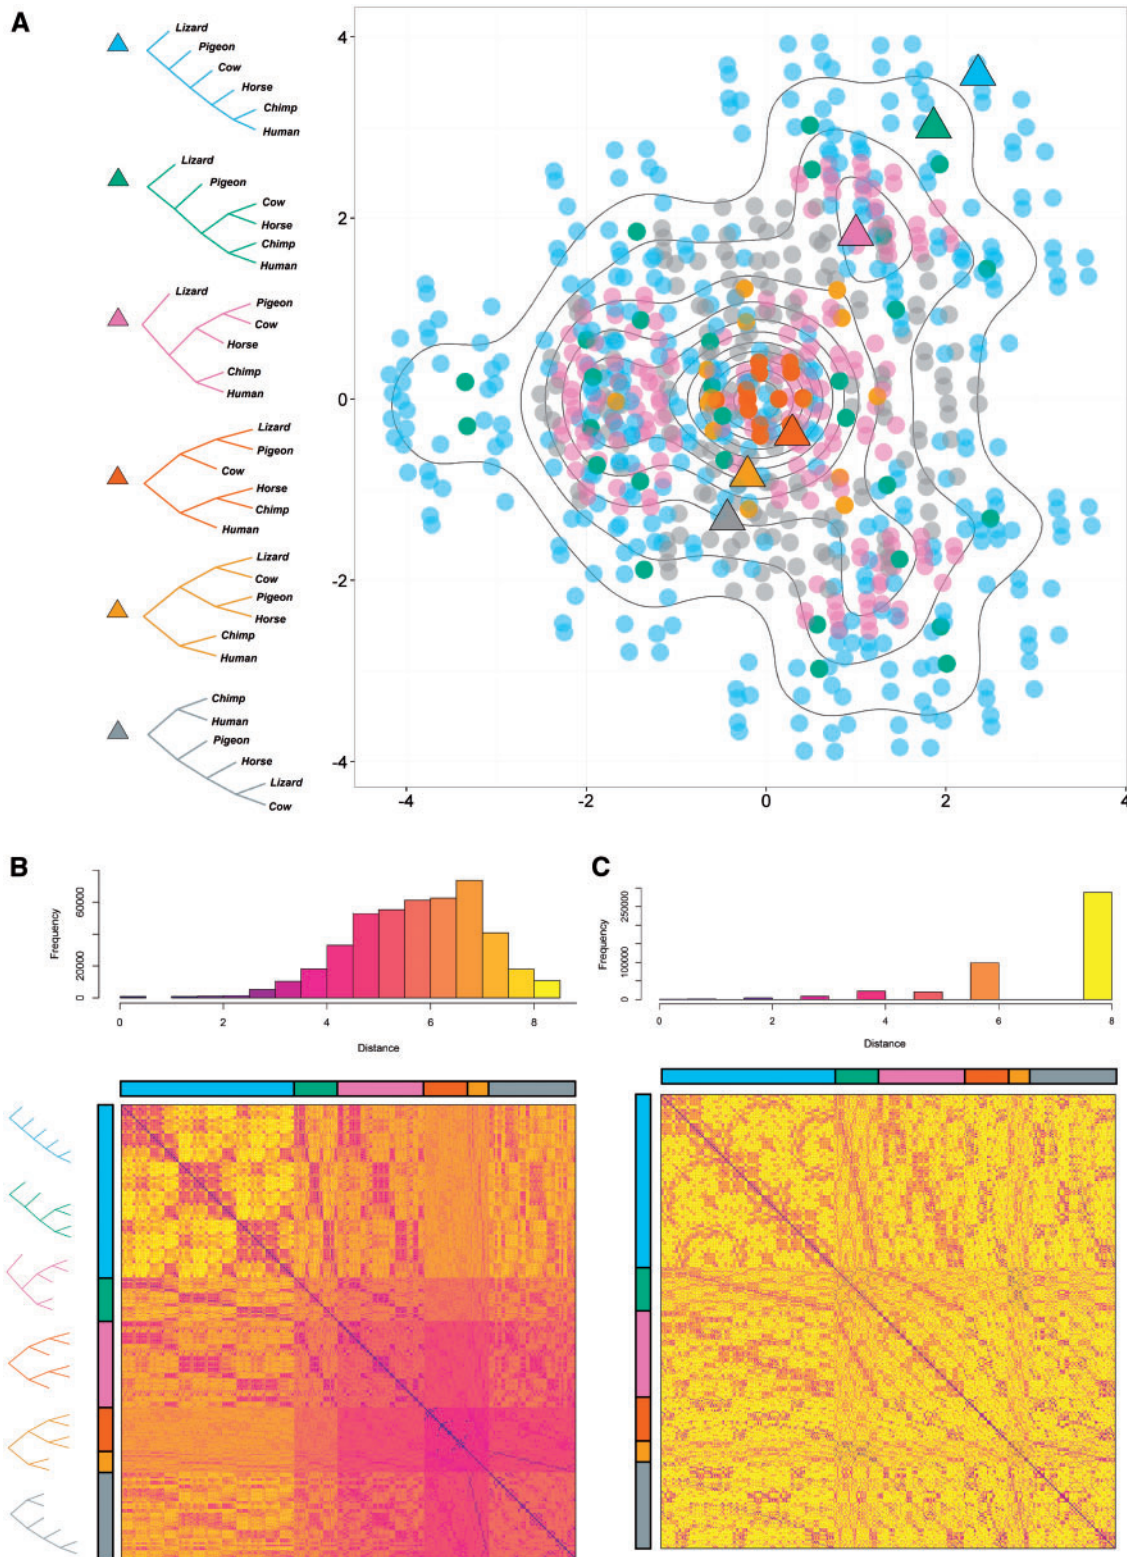 A
Lizard
Pigeon
Cow
Horse
Chimp
Human
Lizard
Pigeon
Cow
Horse
Chimp
Human
Lizard
Pigeon
Cow
Horse
Chimp
Human
Lizard
Pigeon
Cow
Horse
Chimp
Human
Lizard
Cow
Pigeon
Horse
Chimp
Human
Chimp
Human
Pigeon
Horse
Lizard
Cow
4
2
0
-2
-4
-4 -2 0 2 4
B
Frequency
60000
20000
0
0 2 4 6 8
Distance
C
Frequency
250000
100000
0
0 2 4 6 8
Distance